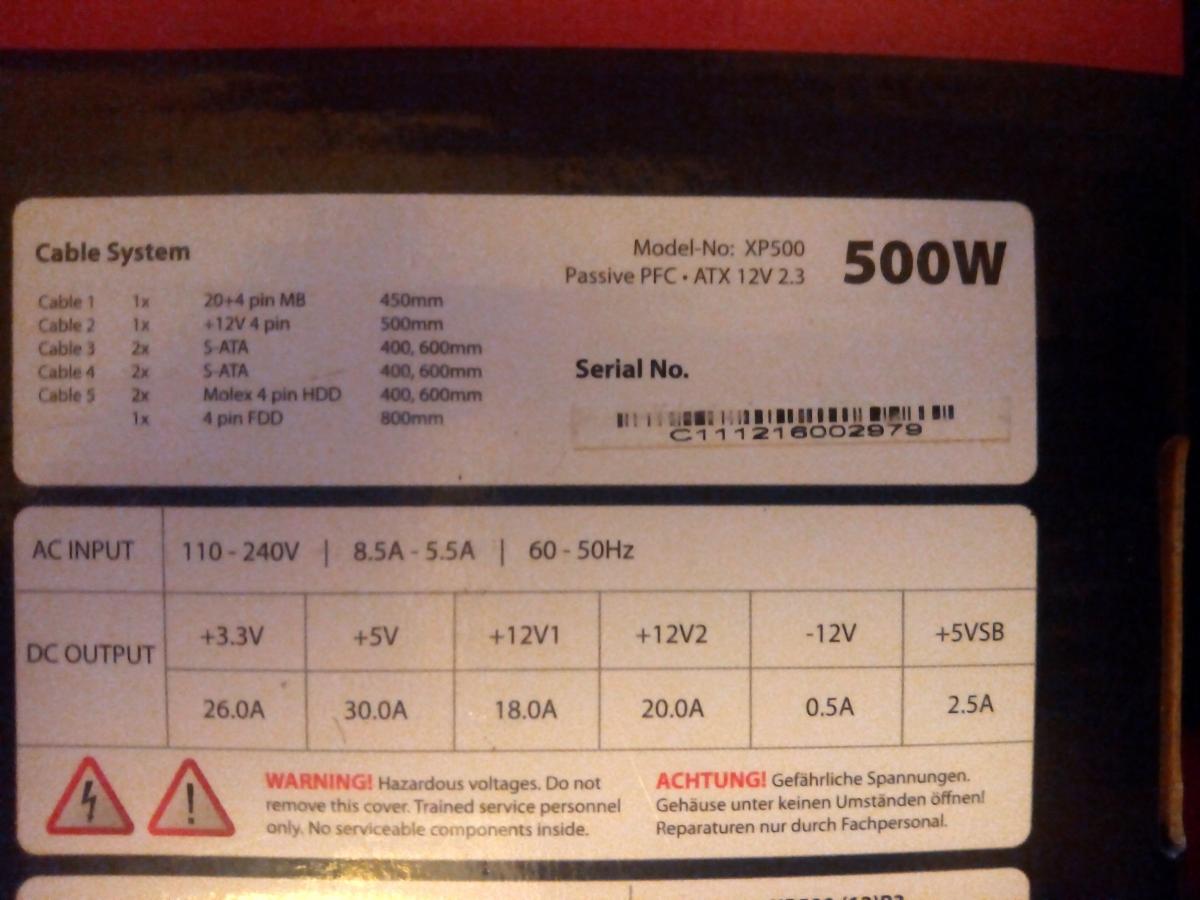 Cable System
Model-No: XP500
Passive PFC • ATX 12V 2.3
500W
Cable 1 1x 20+4 pin MB 450mm
Cable 2 1x +12V 4 pin 500mm
Cable 3 2x S-ATA 400, 600mm
Cable 4 2x S-ATA 400, 600mm
Cable 5 2x Molex 4 pin HDD 400, 600mm
1x 4 pin FDD 800mm
Serial No.
C111216002979
AC INPUT 110 - 240V | 8.5A - 5.5A | 60 - 50Hz
DC OUTPUT
+3.3V +5V +12V1 +12V2 -12V +5VSB
26.0A 30.0A 18.0A 20.0A 0.5A 2.5A
WARNING! Hazardous voltages. Do not
remove this cover. Trained service personnel
only. No serviceable components inside.
ACHTUNG! Gefährliche Spannungen.
Gehäuse unter keinen Umständen öffnen!
Reparaturen nur durch Fachpersonal.